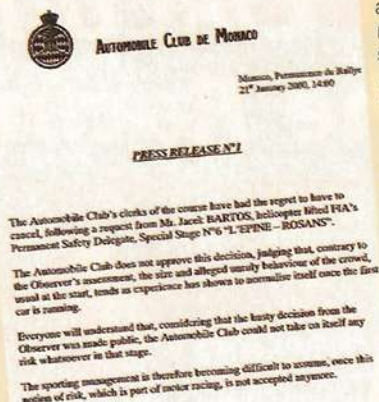 AUTOMOBILE CLUB DE MONACO
Monaco, Permanence du Rallye
21st January 2000, 14:00
PRESS RELEASE N°1
The Automobile Club's clerks of the course have had the regret to have to
cancel, following a request from Mr. Jacek BARTOS, helicopter lifted FIA's
Permanent Safety Delegate, Special Stage N°6 "L'EPINE – ROSANS".
The Automobile Club does not approve this decision, judging that, contrary to
the Observer's assessment, the size and alleged unruly behaviour of the crowd,
usual at the start, tends as experience has shown to normalise itself once the first
car is running.
Everyone will understand that, considering that the hasty decision from the
Observer was made public, the Automobile Club could not take on itself any
risk whatsoever in that stage.
The sporting management is therefore becoming difficult to assume, once this
notion of risk, which is part of motor racing, is not accepted anymore.